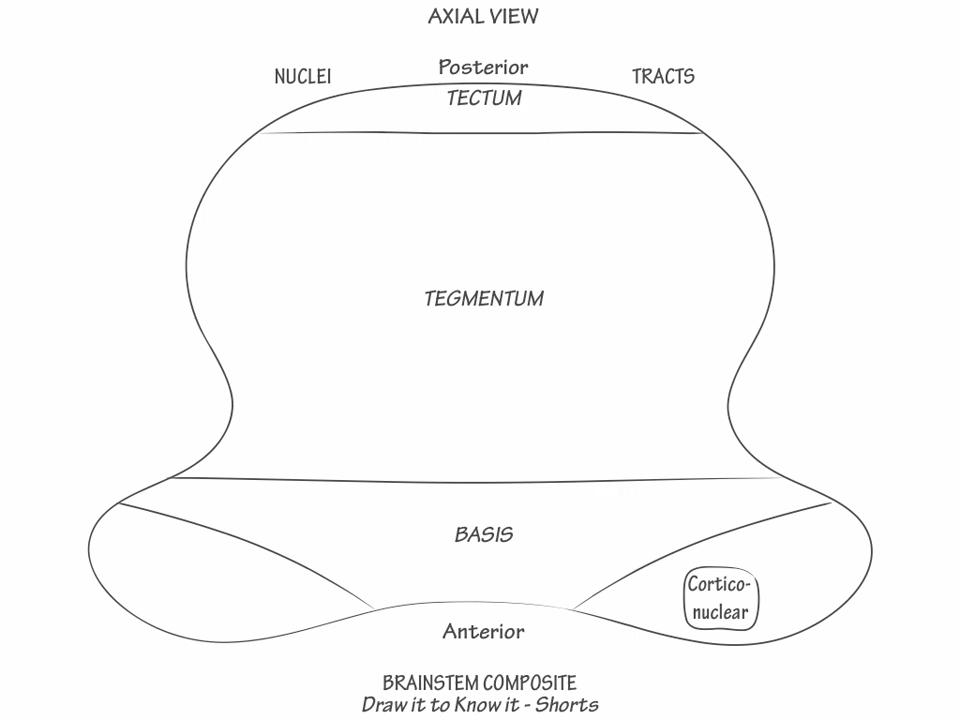 AXIAL VIEW
NUCLEI
Posterior
TRACTS
TECTUM
TEGMENTUM
BASIS
Cortico-
nuclear
Anterior
BRAINSTEM COMPOSITE
Draw it to Know it - Shorts